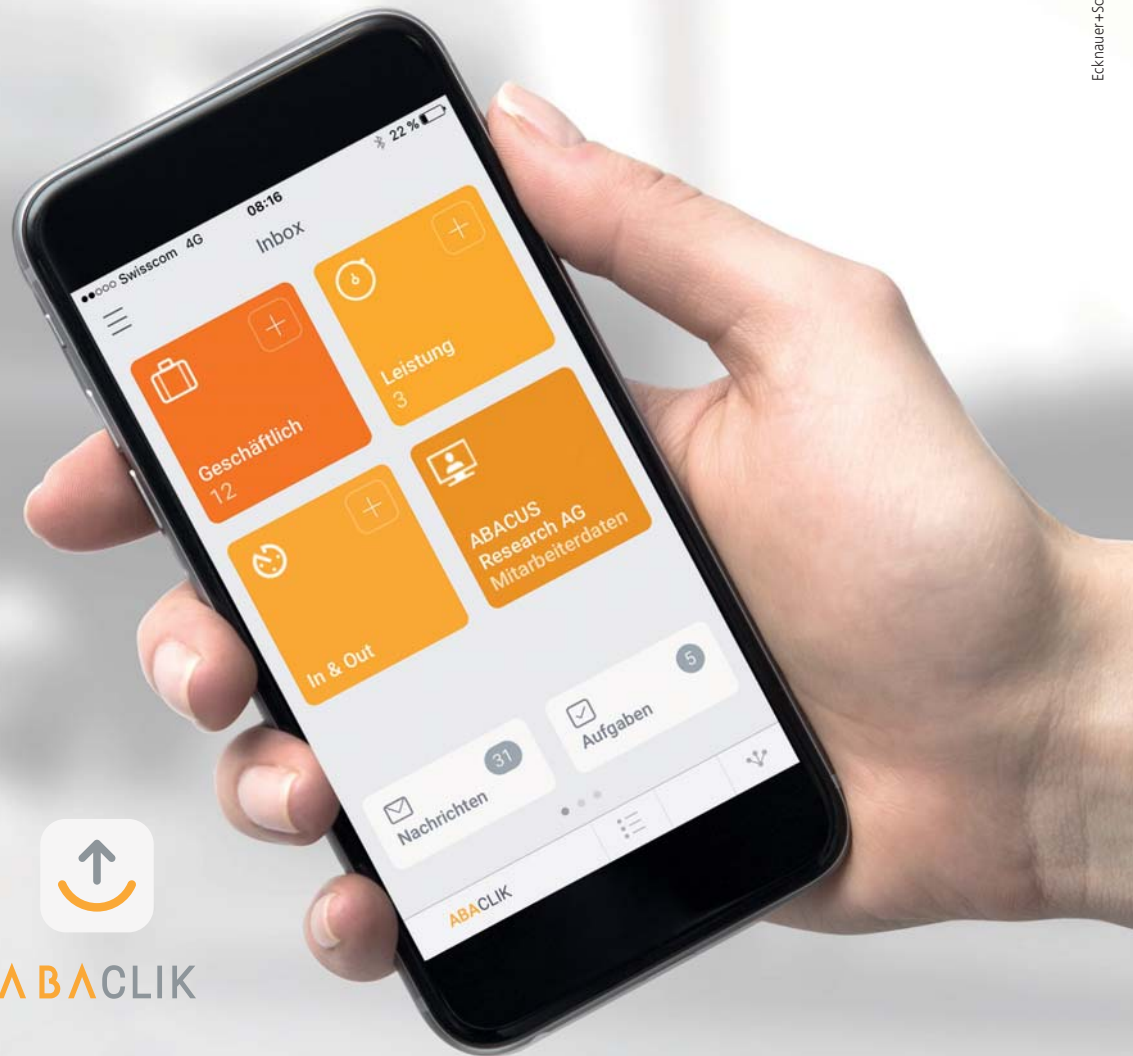 Ecknauer+Sc
●●○○○ Swisscom 4G
08:16
22 %
Inbox
Geschäftlich
12
Leistung
3
In & Out
ABACUS
Research AG
Mitarbeiterdaten
Nachrichten
31
Aufgaben
5
ABACLIK
ABACLIK